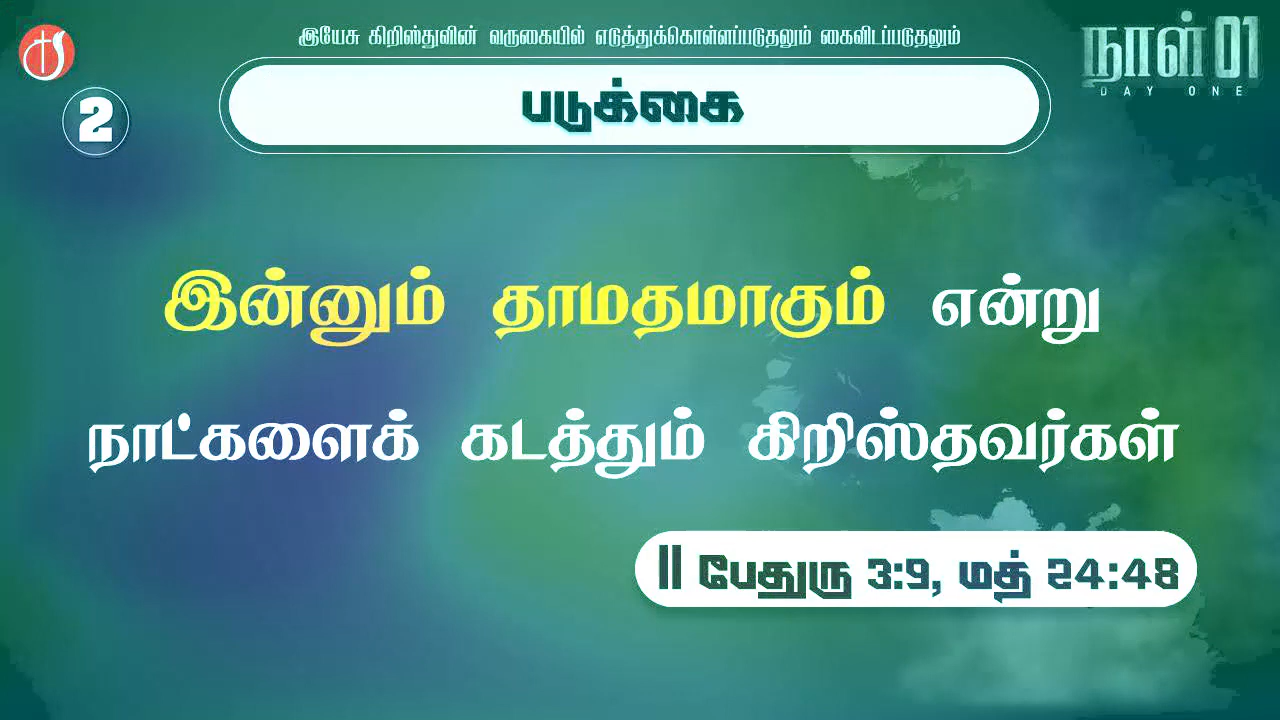 இயேசு கிறிஸ்துவின் வருகையில் எடுத்துக்கொள்ளப்படுதலும் கைவிடப்படுதலும்
நாள் 01
DAY ONE
2
படுக்கை
இன்னும் தாமதமாகும் என்று
நாட்களைக் கடத்தும் கிறிஸ்தவர்கள்
II பேதுரு 3:9, மத் 24:48